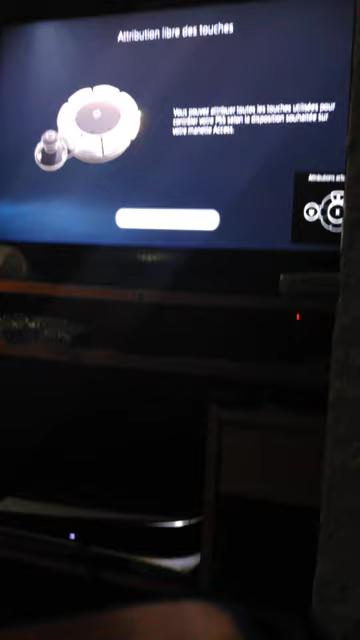 Attribution libre des touches
Vous pouvez attribuer toutes les touches utilisées pour
contrôler votre PS5 selon la disposition souhaitée sur
votre manette Access.
Attributions